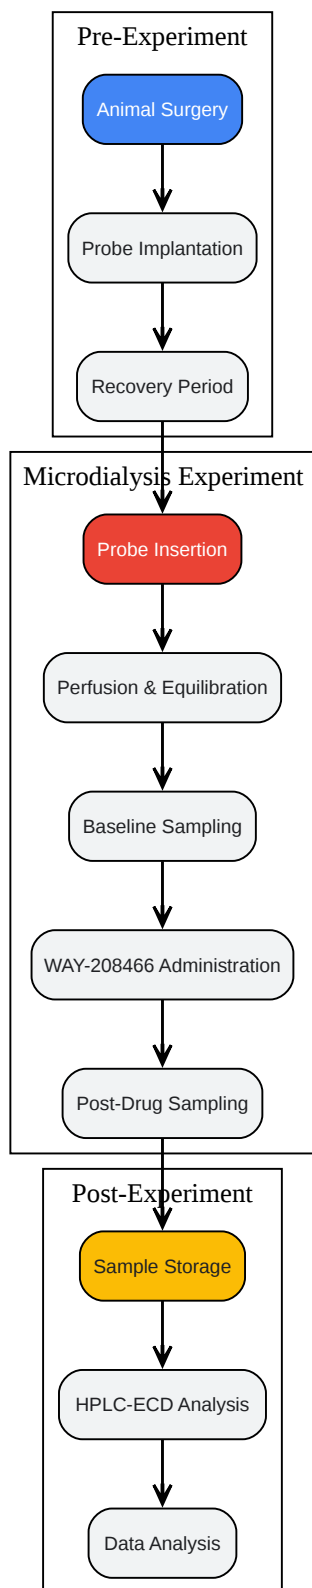 Pre-Experiment
Animal Surgery
Probe Implantation
Recovery Period
Microdialysis Experiment
Probe Insertion
Perfusion & Equilibration
Baseline Sampling
WAY-208466 Administration
Post-Drug Sampling
Post-Experiment
Sample Storage
HPLC-ECD Analysis
Data Analysis